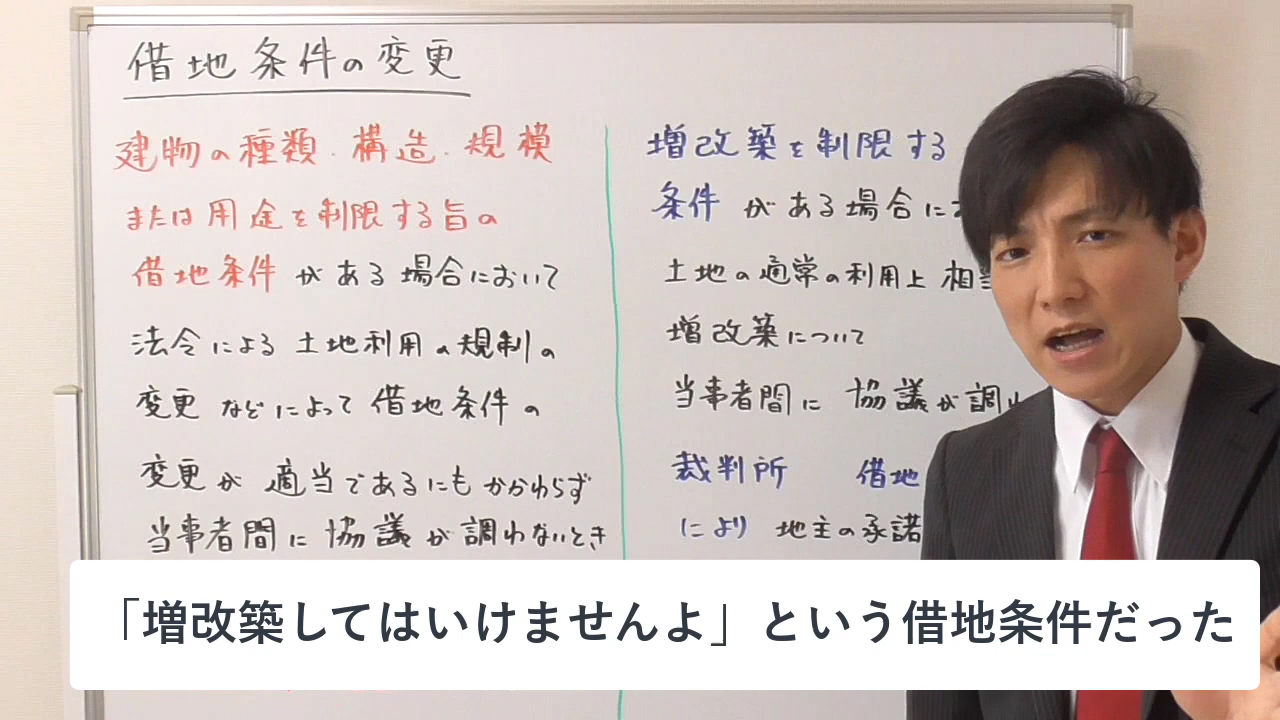 借地条件の変更
建物の種類・構造・規模
または用途を制限する旨の
借地条件がある場合において
法令による土地利用の規制の
変更などによって借地条件の
変更が適当であるにもかかわらず
当事者間に協議が調わないとき
増改築を制限する
条件がある場合に
土地の通常の利用上相当
増改築について
当事者間に協議が調わ
裁判所 借地
により地主の承諾
「増改築してはいけませんよ」という借地条件だった